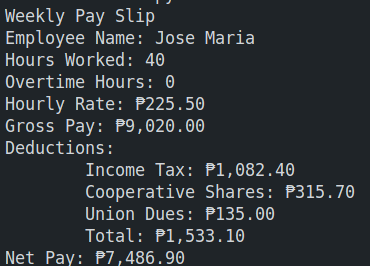 Weekly Pay Slip
Employee Name: Jose Maria
Hours Worked: 40
Overtime Hours: 0
Hourly Rate: ₱225.50
Gross Pay: ₱9,020.00
Deductions:
Income Tax: ₱1,082.40
Cooperative Shares: ₱315.70
Union Dues: ₱135.00
Total: ₱1,533.10
Net Pay: ₱7,486.90